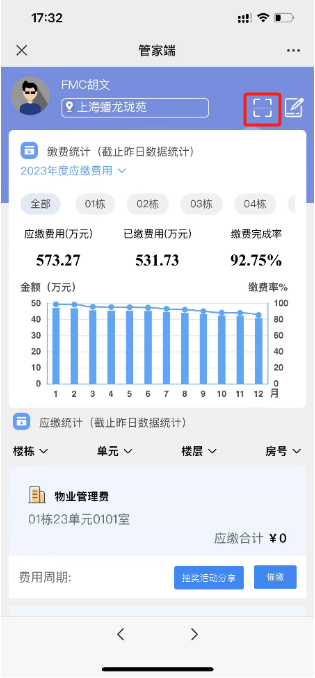 17:32
管家端
FMC胡文
上海蟠龙珑苑
缴费统计（截止昨日数据统计）
2023年度应缴费用
全部 01栋 02栋 03栋 04栋
应缴费用(万元) 已缴费用(万元) 缴费完成率
573.27 531.73 92.75%
金额（万元） 缴费率%
50 100
40 80
30 60
20 40
10 20
0 0
1 2 3 4 5 6 7 8 9 10 11 12 月
应缴统计（截止昨日数据统计）
楼栋 单元 楼层 房号
物业管理费
01栋23单元0101室
应缴合计 ¥0
费用周期: 抽奖活动分享 催缴